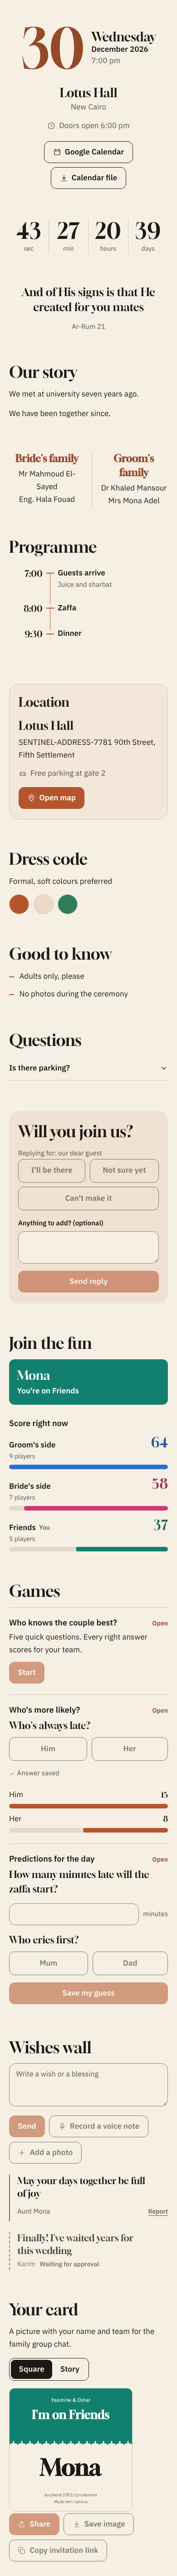 30
Wednesday
December 2026
7:00 pm
Lotus Hall
New Cairo
Doors open 6:00 pm
Google Calendar
Calendar file
43 27 20 39
sec min hours days
And of His signs is that He
created for you mates
Ar-Rum 21
Our story
We met at university seven years ago.
We have been together since.
Bride's family
Mr Mahmoud El-
Sayed
Eng. Hala Fouad
Groom's
family
Dr Khaled Mansour
Mrs Mona Adel
Programme
7:00 Guests arrive
Juice and sharbat
8:00 Zaffa
9:30 Dinner
Location
Lotus Hall
SENTINEL-ADDRESS-7781 90th Street,
Fifth Settlement
Free parking at gate 2
Open map
Dress code
Formal, soft colours preferred
Good to know
Adults only, please
No photos during the ceremony
Questions
Is there parking?
Will you join us?
Replying for: our dear guest
I'll be there Not sure yet
Can't make it
Anything to add? (optional)
Send reply
Join the fun
Mona
You're on Friends
Score right now
Groom's side 64
9 players
Bride's side 58
7 players
Friends You 37
5 players
Games
Who knows the couple best? Open
Five quick questions. Every right answer
scores for your team.
Start
Who's more likely? Open
Who's always late?
Him Her
Answer saved
Him 15
Her 8
Predictions for the day Open
How many minutes late will the
zaffa start?
minutes
Who cries first?
Mum Dad
Save my guess
Wishes wall
Write a wish or a blessing
Send Record a voice note
Add a photo
May your days together be full
of joy
Aunt Mona Report
Finally! I've waited years for
this wedding
Karim Waiting for approval
Your card
A picture with your name and team for the
family group chat.
Square Story
Yasmine & Omar
I'm on Friends
Mona
Share Save image
Copy invitation link